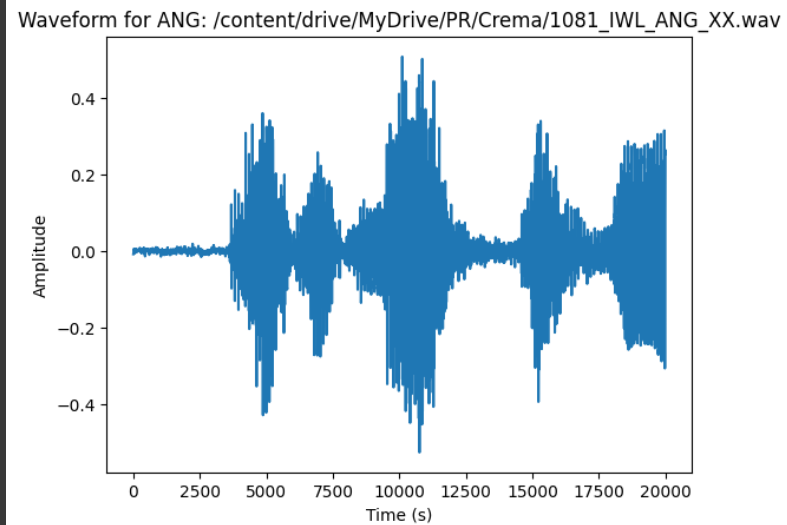 Waveform for ANG: /content/drive/MyDrive/PR/Crema/1081_IWL_ANG_XX.wav
0.4
0.2
0.0
−0.2
−0.4
Amplitude
0 2500 5000 7500 10000 12500 15000 17500 20000
Time (s)